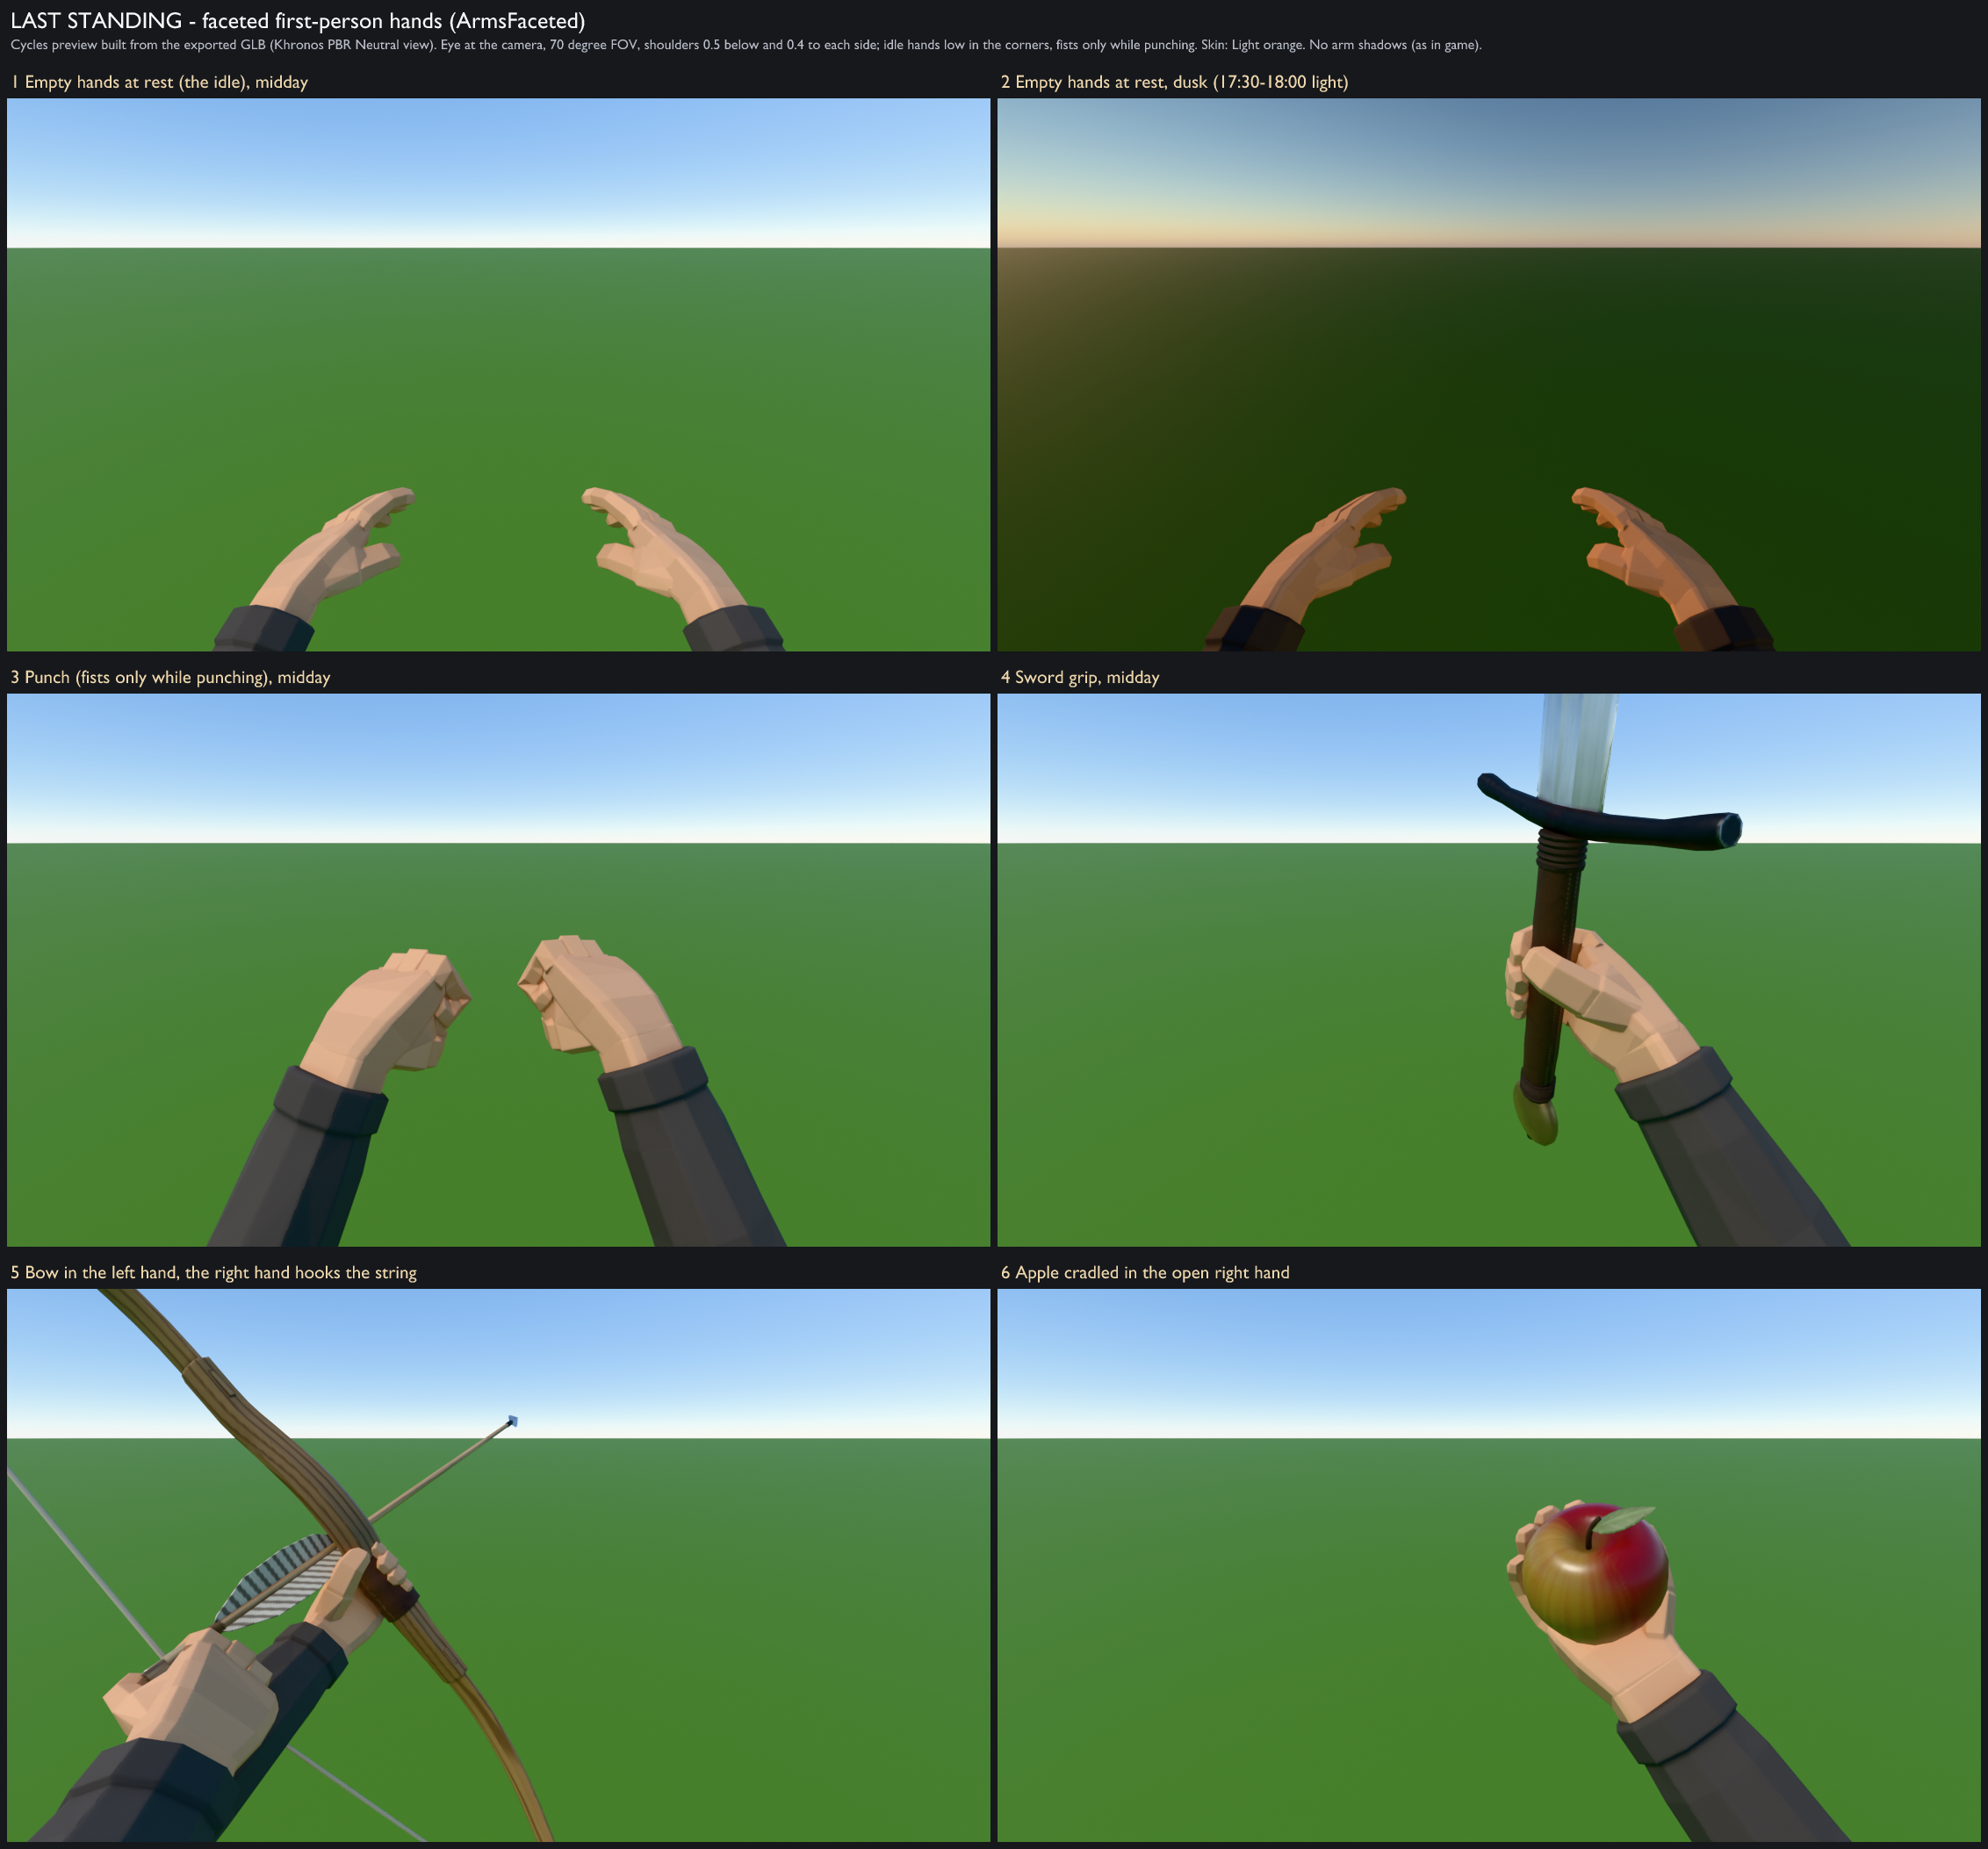 LAST STANDING - faceted first-person hands (ArmsFaceted)
Cycles preview built from the exported GLB (Khronos PBR Neutral view). Eye at the camera, 70 degree FOV, shoulders 0.5 below and 0.4 to each side; idle hands low in the corners, fists only while punching. Skin: Light orange. No arm shadows (as in game).
1 Empty hands at rest (the idle), midday
2 Empty hands at rest, dusk (17:30-18:00 light)
3 Punch (fists only while punching), midday
4 Sword grip, midday
5 Bow in the left hand, the right hand hooks the string
6 Apple cradled in the open right hand